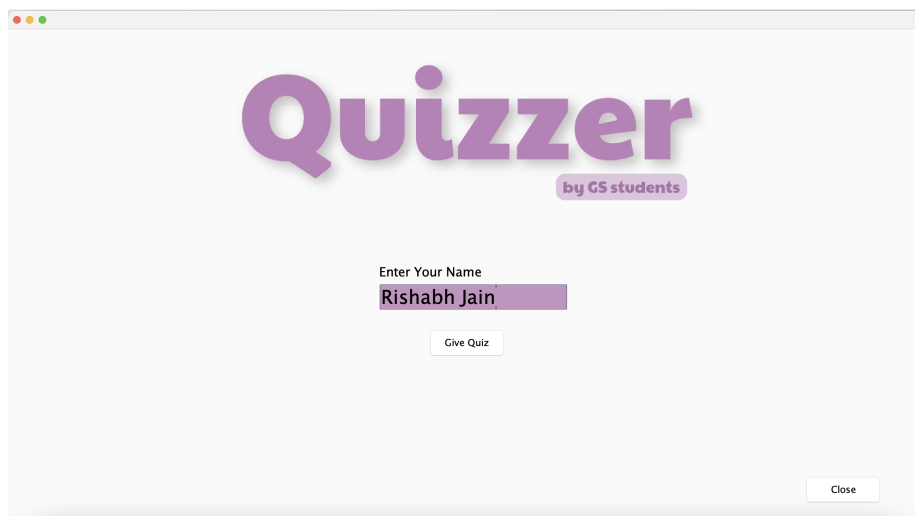 Quizzer
by GS students
Enter Your Name
Rishabh Jain
Give Quiz
Close